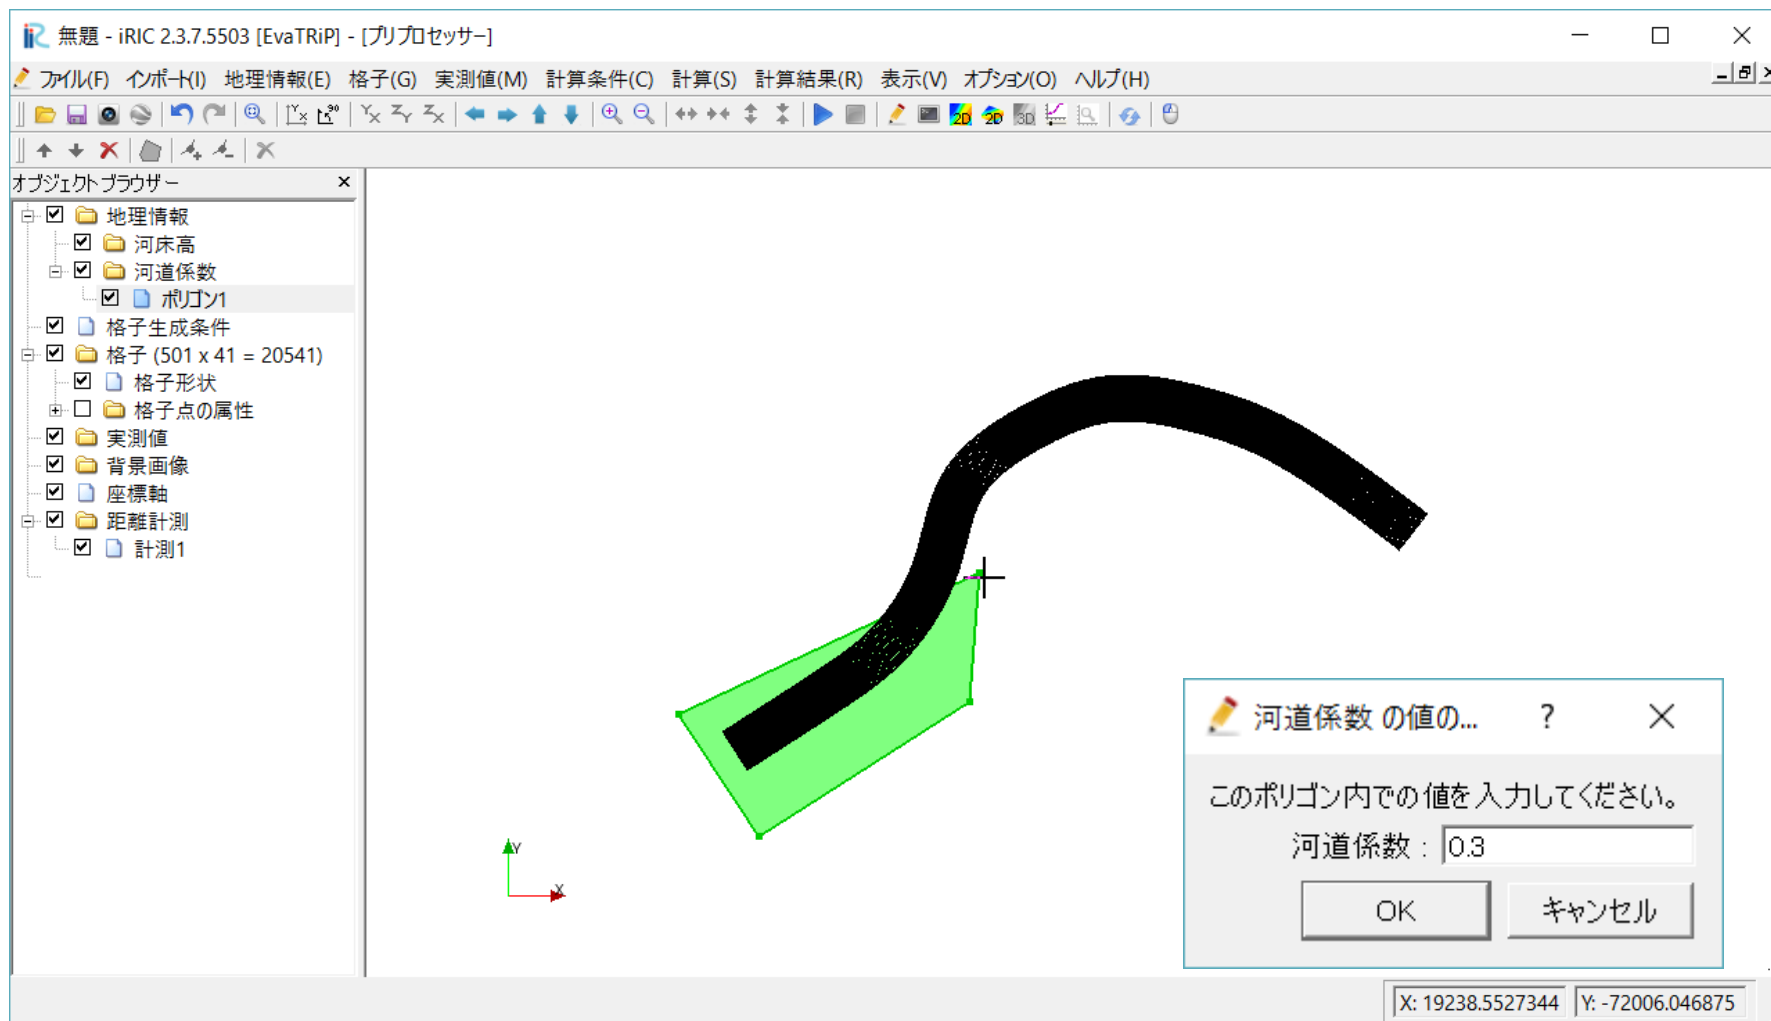 無題 - iRIC 2.3.7.5503 [EvaTRiP] - [プリプロセッサー]
ファイル(F) インポート(I) 地理情報(E) 格子(G) 実測値(M) 計算条件(C) 計算(S) 計算結果(R) 表示(V) オプション(O) ヘルプ(H)
オブジェクトブラウザー
地理情報
河床高
河道係数
ポリゴン1
格子生成条件
格子 (501 x 41 = 20541)
格子形状
格子点の属性
実測値
背景画像
座標軸
距離計測
計測1
Y
X
河道係数 の値の... ?
このポリゴン内での値を入力してください。
河道係数 : 0.3
OK キャンセル
X: 19238.5527344 Y: -72006.046875